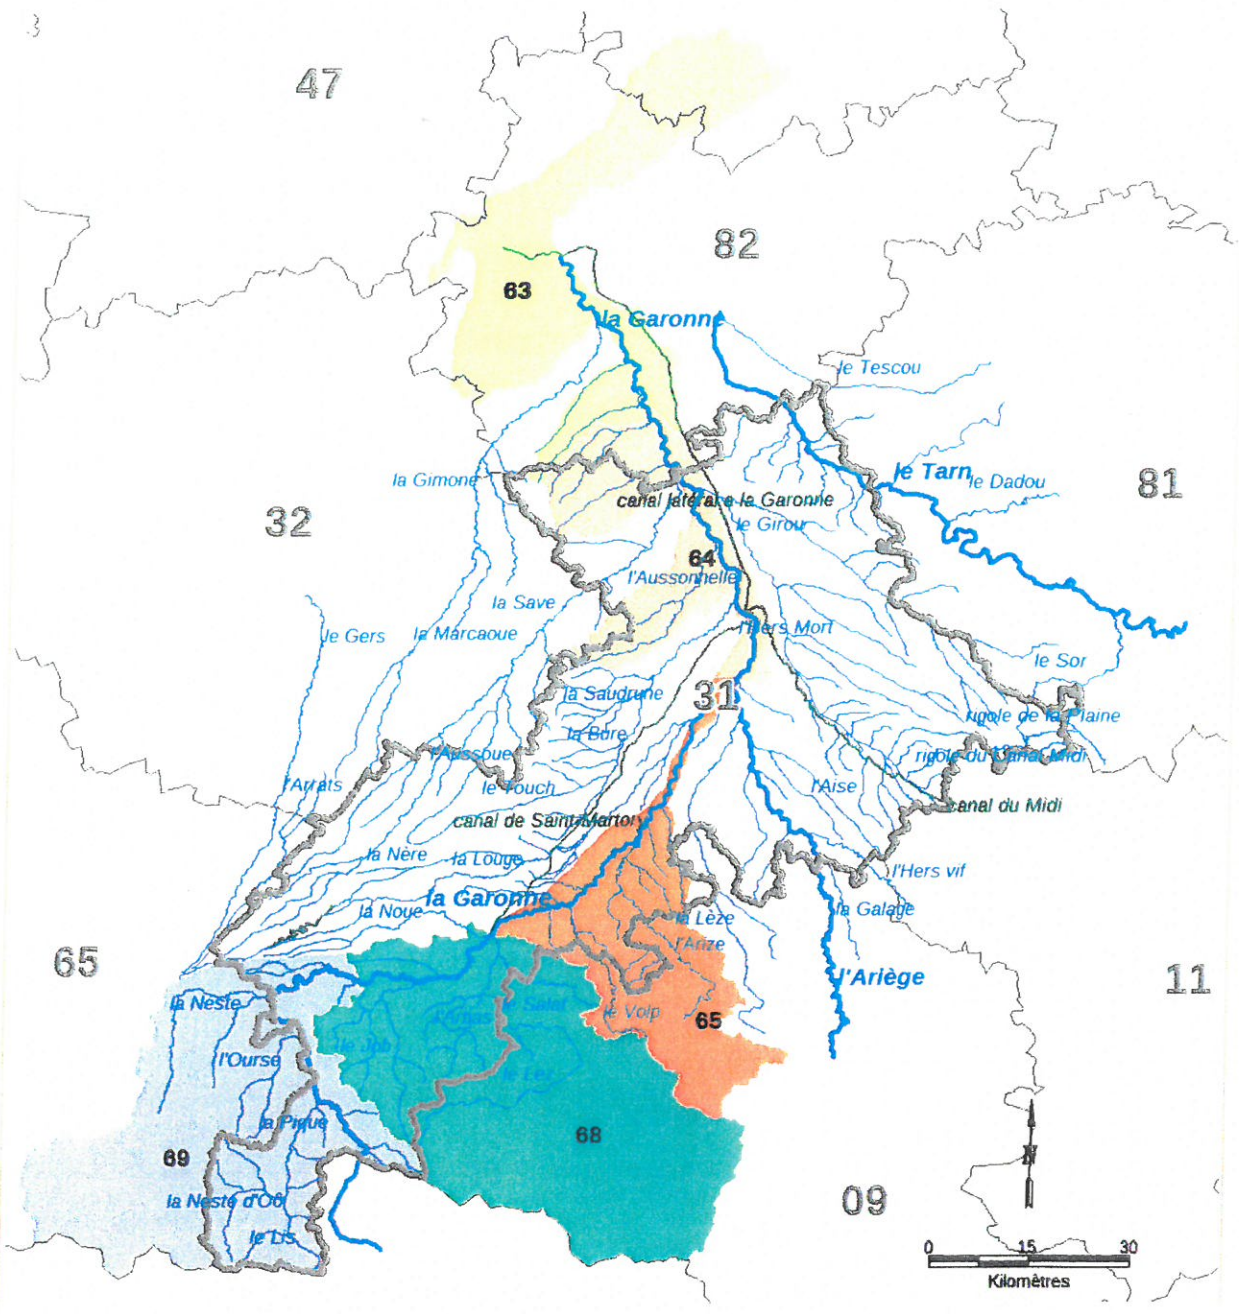 47
82
63
la Garonne
le Tescou
la Gimone
le Tarn
le Dadou
81
canal latéral a la Garonne
32
le Girou
64
l'Aussonnelle
la Save
le Gers
la Marcaoue
l'Hers Mort
le Sor
la Saudrune
31
rigole de la Plaine
la Bure
l'Aussoue
rigole du Canal Midi
l'Arrats
le Touch
l'Aise
canal du Midi
canal de Saint Martory
la Nère
la Louge
l'Hers vif
la Garonne
la Noue
la Galage
la Lèze
l'Arize
65
l'Ariège
11
la Neste
le Salat
le Volp
65
l'Arbas
le Job
l'Ourse
le Lez
la Pique
68
N
69
09
la Neste d'Oô
le Lis
0 15 30
Kilomètres